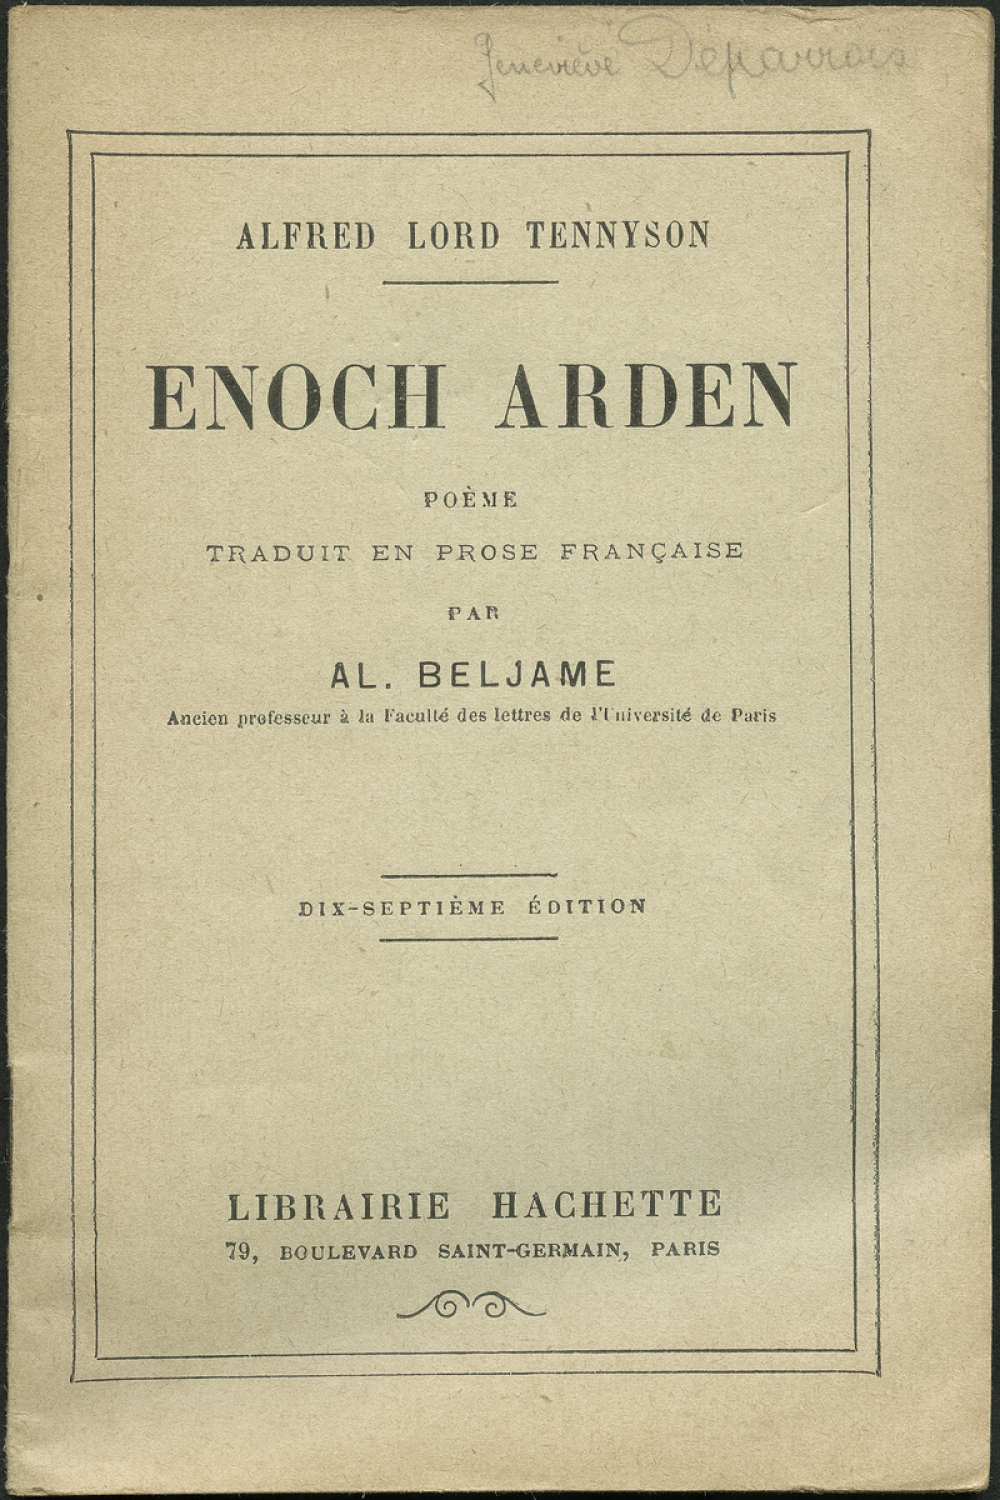 Geneviève Deparrois
ALFRED LORD TENNYSON
ENOCH ARDEN
POÈME
TRADUIT EN PROSE FRANÇAISE
PAR
AL. BELJAME
Ancien professeur à la Faculté des lettres de l'Université de Paris
DIX-SEPTIÈME ÉDITION
LIBRAIRIE HACHETTE
79, BOULEVARD SAINT-GERMAIN, PARIS